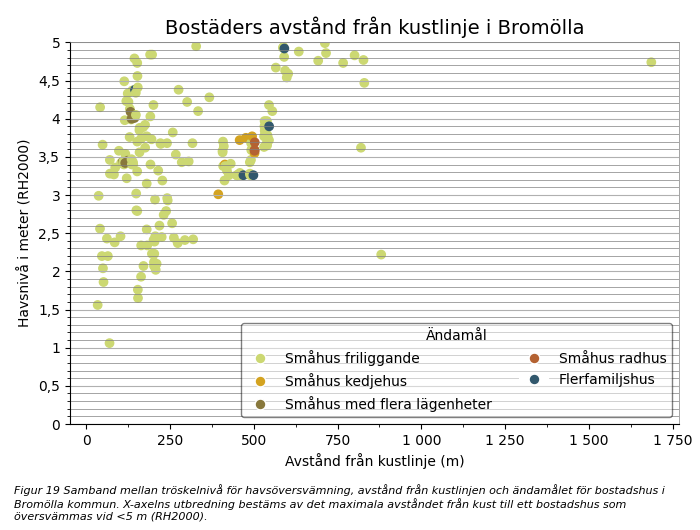 Bostäders avstånd från kustlinje i Bromölla
Havsnivå i meter (RH2000)
5
4,5
4
3,5
3
2,5
2
1,5
1
0,5
0
Ändamål
Småhus friliggande
Småhus kedjehus
Småhus med flera lägenheter
Småhus radhus
Flerfamiljshus
0 250 500 750 1 000 1 250 1 500 1 750
Avstånd från kustlinje (m)
Figur 19 Samband mellan tröskelnivå för havsöversvämning, avstånd från kustlinjen och ändamålet för bostadshus i
Bromölla kommun. X-axelns utbredning bestäms av det maximala avståndet från kust till ett bostadshus som
översvämmas vid <5 m (RH2000).